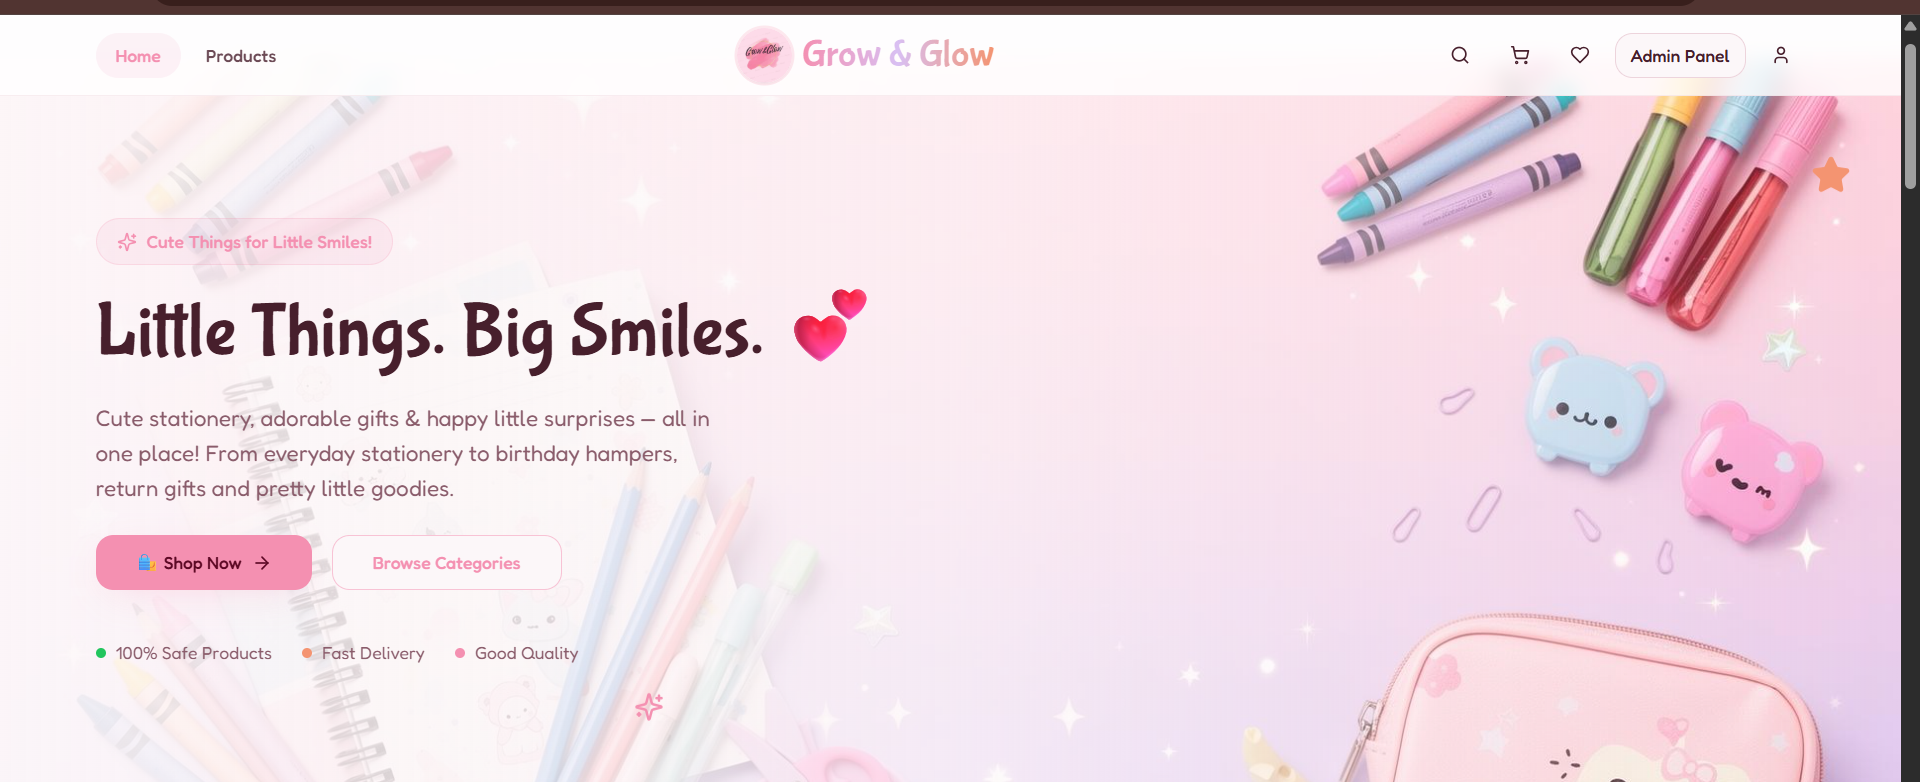 Home
Products
Grow & Glow
Grow & Glow
Admin Panel
Cute Things for Little Smiles!
Little Things. Big Smiles. 💕
Cute stationery, adorable gifts & happy little surprises — all in
one place! From everyday stationery to birthday hampers,
return gifts and pretty little goodies.
🛍️ Shop Now →
Browse Categories
100% Safe Products
Fast Delivery
Good Quality